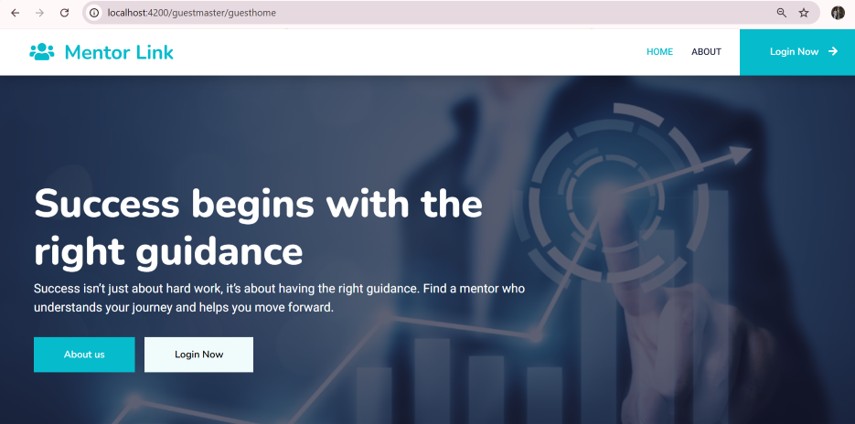 localhost:4200/guestmaster/guesthome
Mentor Link
HOME ABOUT Login Now
Success begins with the
right guidance
Success isn't just about hard work, it's about having the right guidance. Find a mentor who
understands your journey and helps you move forward.
About us Login Now